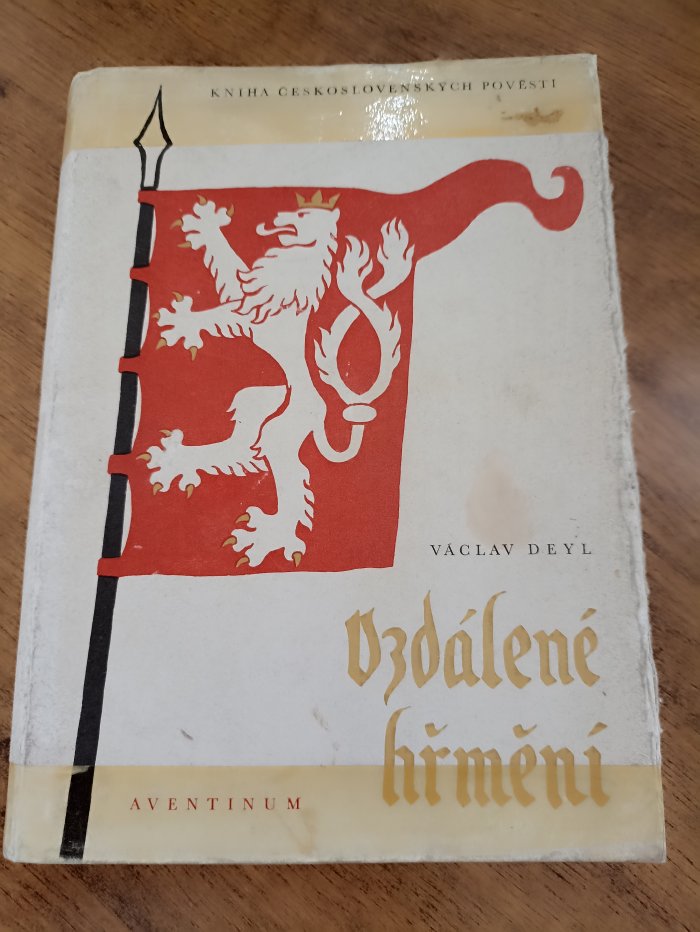 KNIHA ČESKOSLOVENSKÝCH POVĚSTÍ
VÁCLAV DEYL
Vzdálené
hřmění
AVENTINUM